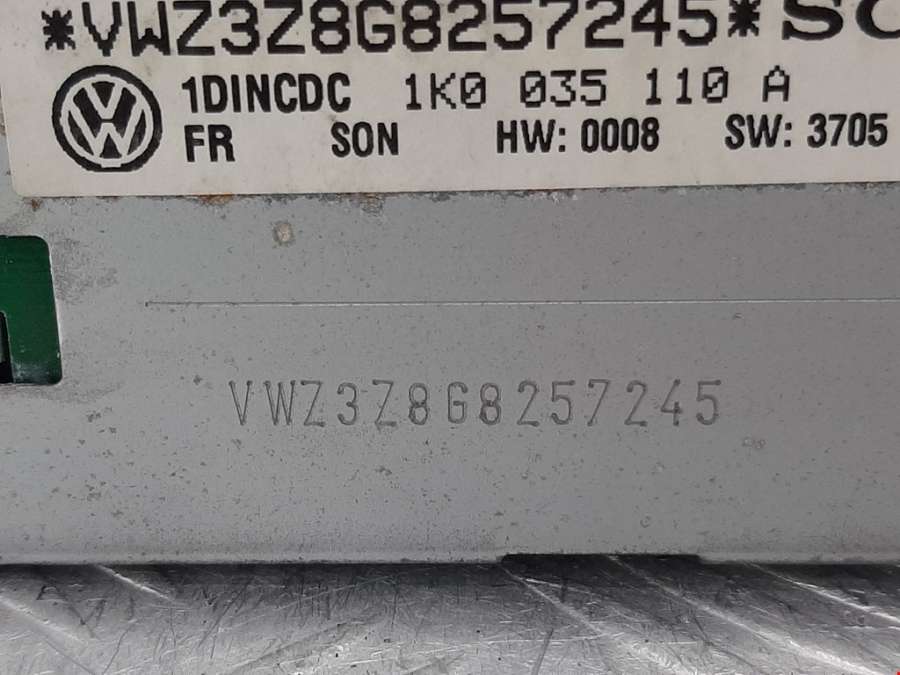 *VWZ3Z8G8257245*
1DINCDC 1K0 035 110 A
FR SON HW: 0008 SW: 3705
VWZ3Z8G8257245